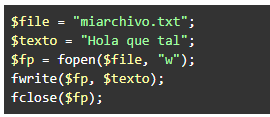 $file = "miarchivo.txt";
$texto = "Hola que tal";
$fp = fopen($file, "w");
fwrite($fp, $texto);
fclose($fp);